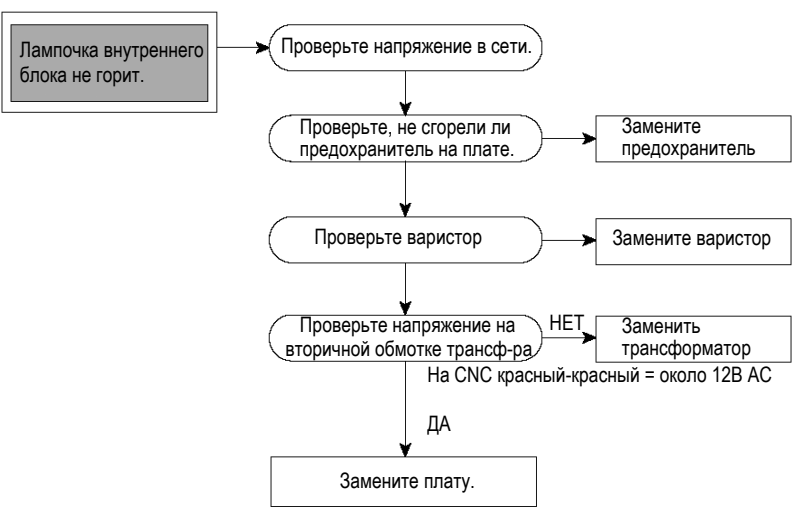 Лампочка внутреннего
блока не горит.
Проверьте напряжение в сети.
Проверьте, не сгорели ли
предохранитель на плате.
Замените
предохранитель
Проверьте варистор
Замените варистор
Проверьте напряжение на
вторичной обмотке трансф-ра
НЕТ
Заменить
трансформатор
На CNC красный-красный = около 12В AC
ДА
Замените плату.